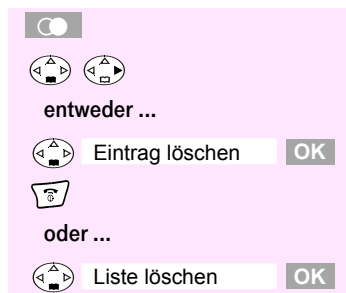 entweder ...
Eintrag löschen OK
oder ...
Liste löschen OK